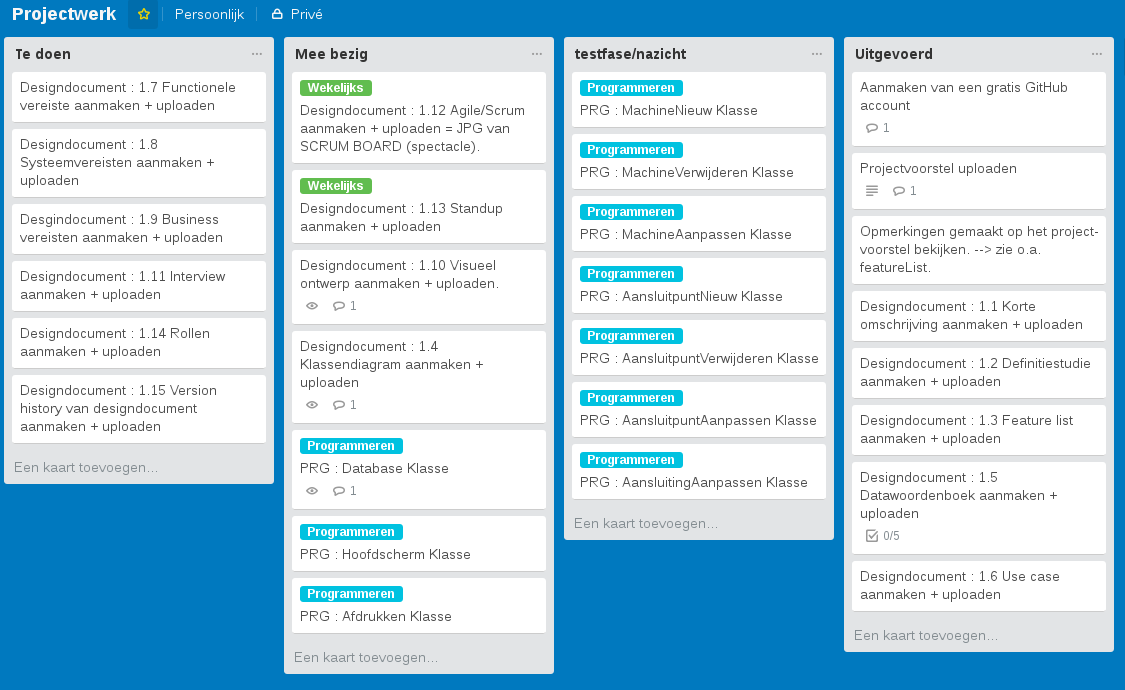 Projectwerk
Persoonlijk
Privé
Te doen
Designdocument : 1.7 Functionele
vereiste aanmaken + uploaden
Designdocument : 1.8
Systeemvereisten aanmaken +
uploaden
Desgindocument : 1.9 Business
vereisten aanmaken + uploaden
Designdocument : 1.11 Interview
aanmaken + uploaden
Designdocument : 1.14 Rollen
aanmaken + uploaden
Designdocument : 1.15 Version
history van designdocument
aanmaken + uploaden
Een kaart toevoegen...
Mee bezig
Wekelijks
Designdocument : 1.12 Agile/Scrum
aanmaken + uploaden = JPG van
SCRUM BOARD (spectacle).
Wekelijks
Designdocument : 1.13 Standup
aanmaken + uploaden
Designdocument : 1.10 Visueel
ontwerp aanmaken + uploaden.
1
Designdocument : 1.4
Klassendiagram aanmaken +
uploaden
1
Programmeren
PRG : Database Klasse
1
Programmeren
PRG : Hoofdscherm Klasse
Programmeren
PRG : Afdrukken Klasse
Een kaart toevoegen...
testfase/nazicht
Programmeren
PRG : MachineNieuw Klasse
Programmeren
PRG : MachineVerwijderen Klasse
Programmeren
PRG : MachineAanpassen Klasse
Programmeren
PRG : AansluitpuntNieuw Klasse
Programmeren
PRG : AansluitpuntVerwijderen Klasse
Programmeren
PRG : AansluitpuntAanpassen Klasse
Programmeren
PRG : AansluitingAanpassen Klasse
Een kaart toevoegen...
Uitgevoerd
Aanmaken van een gratis GitHub
account
1
Projectvoorstel uploaden
1
Opmerkingen gemaakt op het project-
voorstel bekijken. --> zie o.a.
featureList.
Designdocument : 1.1 Korte
omschrijving aanmaken + uploaden
Designdocument : 1.2 Definitiestudie
aanmaken + uploaden
Designdocument : 1.3 Feature list
aanmaken + uploaden
Designdocument : 1.5
Datawoordenboek aanmaken +
uploaden
0/5
Designdocument : 1.6 Use case
aanmaken + uploaden
Een kaart toevoegen...